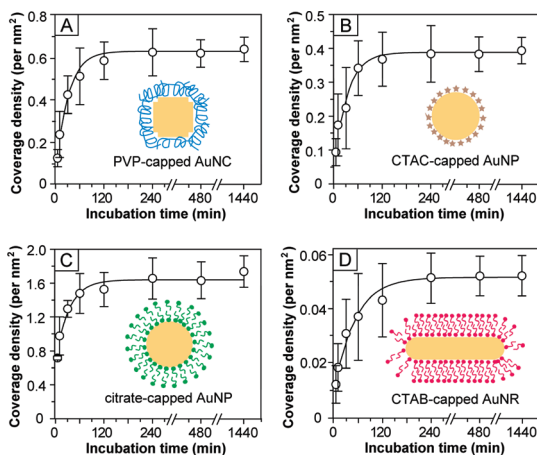 A
Coverage density (per nm²)
0.8
0.6
0.4
0.2
0
PVP-capped AuNC
0 120 240 480 1440
Incubation time (min)
B
Coverage density (per nm²)
0.5
0.4
0.3
0.2
0.1
0
CTAC-capped AuNP
0 120 240 480 1440
Incubation time (min)
C
Coverage density (per nm²)
2.0
1.6
1.2
0.8
0.4
0
citrate-capped AuNP
0 120 240 480 1440
Incubation time (min)
D
Coverage density (per nm²)
0.06
0.04
0.02
0
CTAB-capped AuNR
0 120 240 480 1440
Incubation time (min)